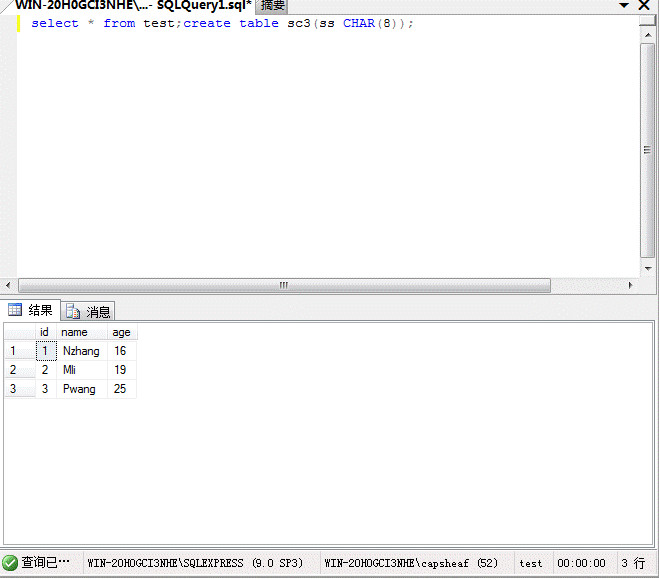 WIN-20H0GCI3NHE\...- SQLQuery1.sql* 摘要
select * from test;create table sc3(ss CHAR(8));
结果 消息
id name age
1 1 Nzhang 16
2 2 Mli 19
3 3 Pwang 25
查询已… WIN-20H0GCI3NHE\SQLEXPRESS (9.0 SP3) WIN-20H0GCI3NHE\capsheaf (52) test 00:00:00 3 行